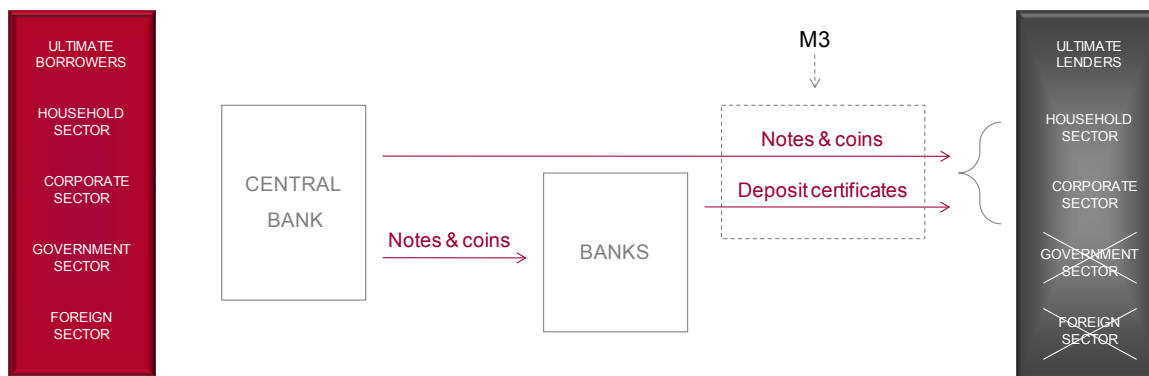 ULTIMATE
BORROWERS
HOUSEHOLD
SECTOR
CORPORATE
SECTOR
GOVERNMENT
SECTOR
FOREIGN
SECTOR
CENTRAL
BANK
Notes & coins
BANKS
M3
Notes & coins
Deposit certificates
ULTIMATE
LENDERS
HOUSEHOLD
SECTOR
CORPORATE
SECTOR
GOVERNMENT
SECTOR
FOREIGN
SECTOR